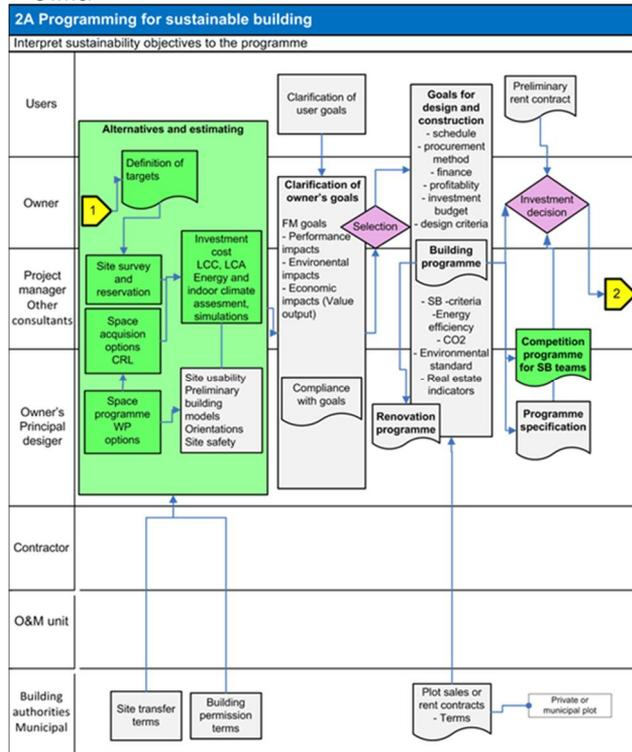 2A Programming for sustainable building
Interpret sustainability objectives to the programme
Users
Clarification of
user goals
Goals for
design and
construction
- schedule
- procurement
method
- finance
- profitablity
- investment
budget
- design criteria
Preliminary
rent contract
Alternatives and estimating
Owner
1
Definition of
targets
Clarification of
owner's goals
FM goals
- Performance
impacts
- Environental
impacts
- Economic
impacts (Value
output)
Selection
Investment
decision
Project
manager
Other
consultants
Site survey
and
reservation
Investment
cost
LCC, LCA
Energy and
indoor climate
assesment,
simulations
Building
programme
2
Space
acquision
options
CRL
- SB -criteria
-Energy
efficiency
- CO2
- Environmental
standard
- Real estate
indicators
Competition
programme
for SB teams
Owner's
Principal
desiger
Space
programme
WP
options
Site usability
Preliminary
building
models
Orientations
Site safety
Compliance
with goals
Renovation
programme
Programme
specification
Contractor
O&M unit
Building
authorities
Municipal
Site transfer
terms
Building
permission
terms
Plot sales or
rent contracts
- Terms
Private or
municipal plot